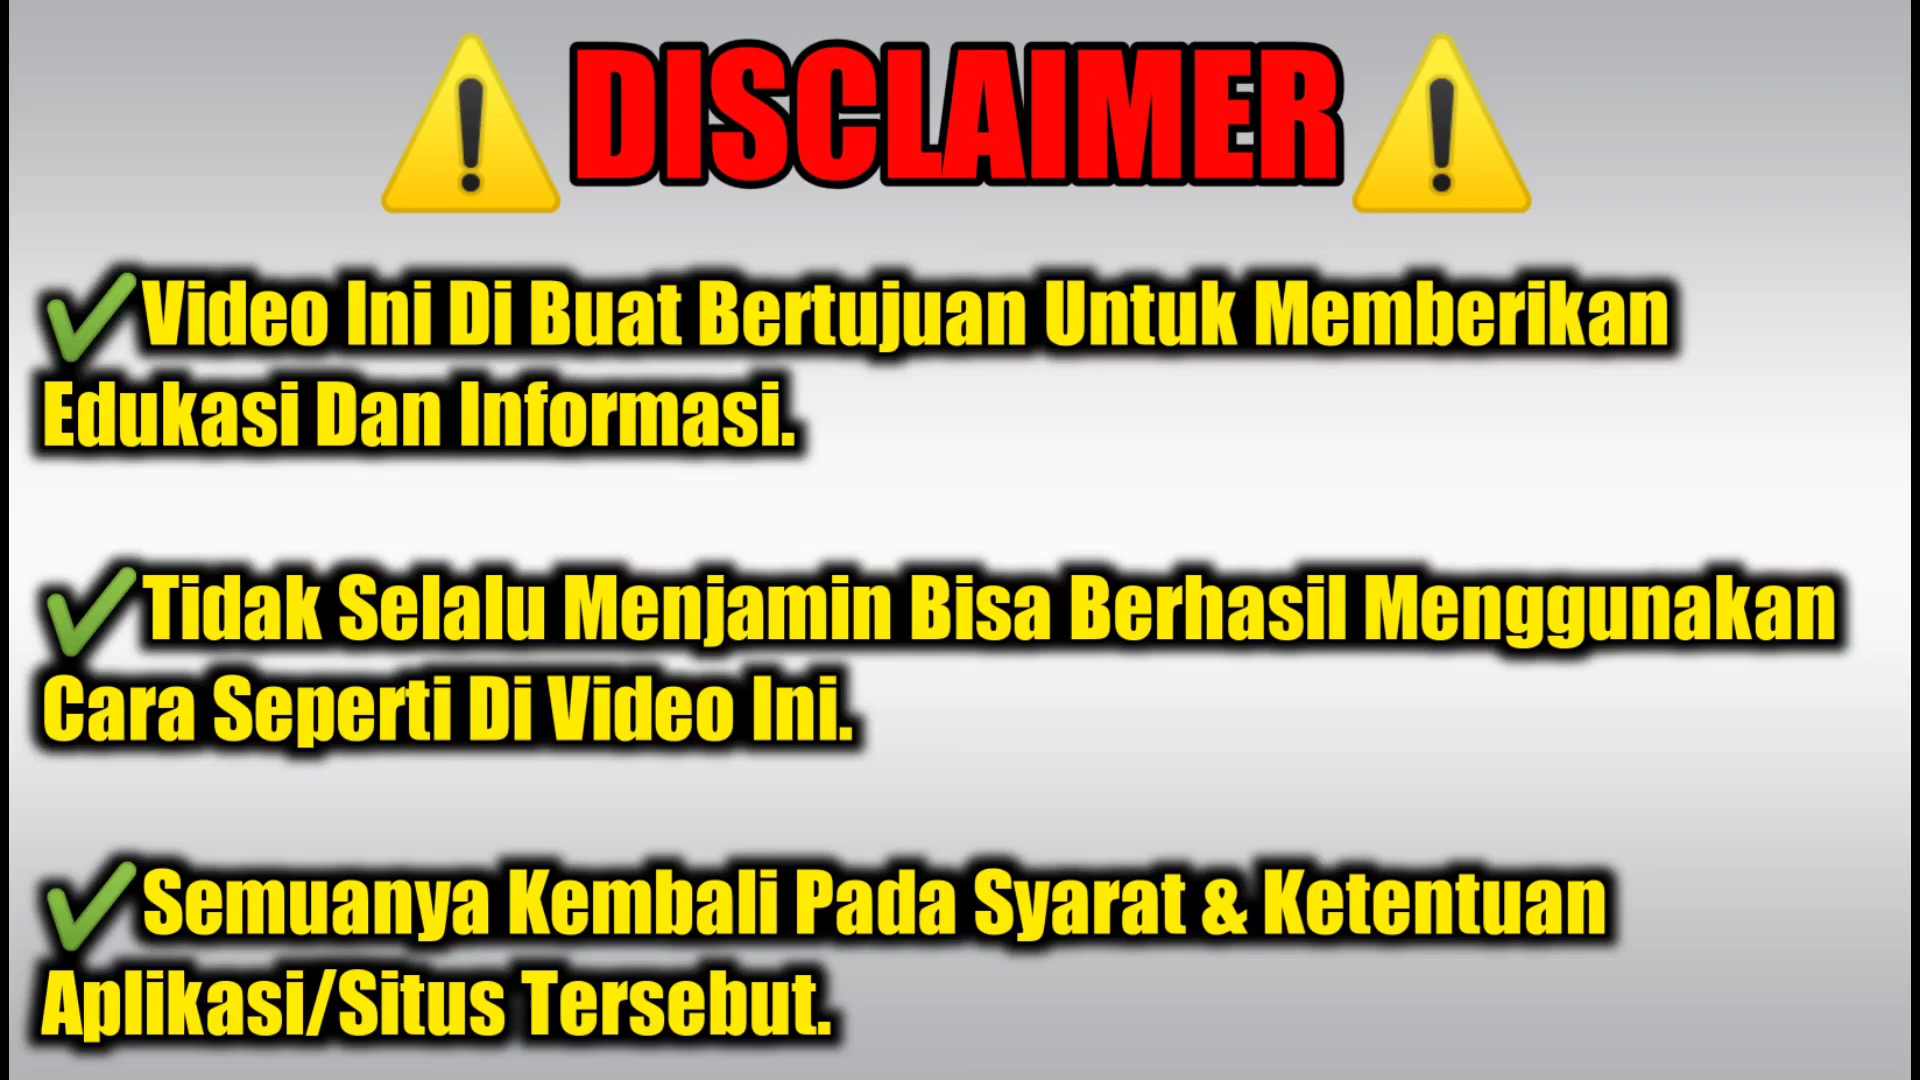 ⚠️DISCLAIMER⚠️
✔️Video Ini Di Buat Bertujuan Untuk Memberikan
Edukasi Dan Informasi.
✔️Tidak Selalu Menjamin Bisa Berhasil Menggunakan
Cara Seperti Di Video Ini.
✔️Semuanya Kembali Pada Syarat & Ketentuan
Aplikasi/Situs Tersebut.